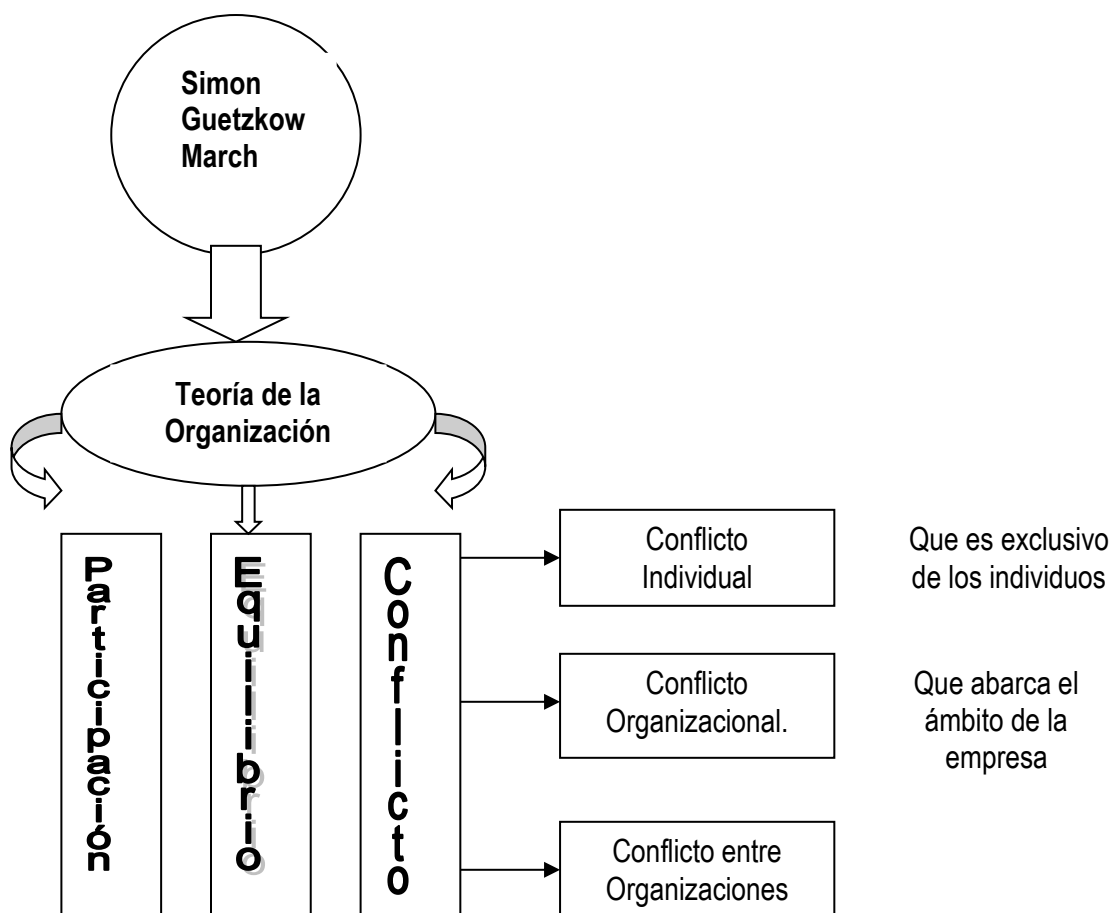 Simon
Guetzkow
March
Teoría de la
Organización
Participación
Equilibrio
Conflicto
Conflicto
Individual
Que es exclusivo
de los individuos
Conflicto
Organizacional.
Que abarca el
ámbito de la
empresa
Conflicto entre
Organizaciones